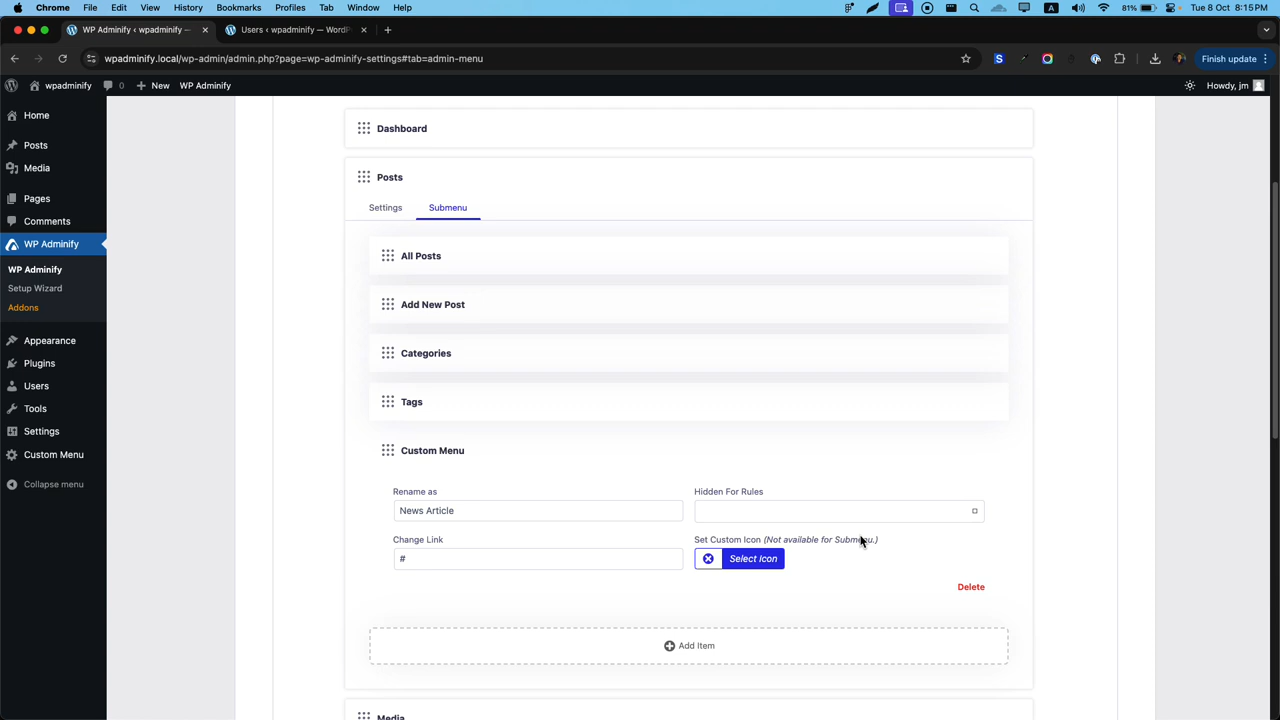 Chrome File Edit View History Bookmarks Profiles Tab Window Help A 81% Tue 8 Oct 8:15 PM
WP Adminify ‹ wpadminify — Users ‹ wpadminify — WordP
wpadminify.local/wp-admin/admin.php?page=wp-adminify-settings#tab=admin-menu S Finish update
wpadminify 0 New WP Adminify Howdy, jm
Home
Posts
Media
Pages
Comments
WP Adminify
WP Adminify
Setup Wizard
Addons
Appearance
Plugins
Users
Tools
Settings
Custom Menu
Collapse menu
Dashboard
Posts
Settings Submenu
All Posts
Add New Post
Categories
Tags
Custom Menu
Rename as Hidden For Rules
News Article
Change Link Set Custom Icon (Not available for Submenu.)
# Select Icon
Delete
Add Item
Media